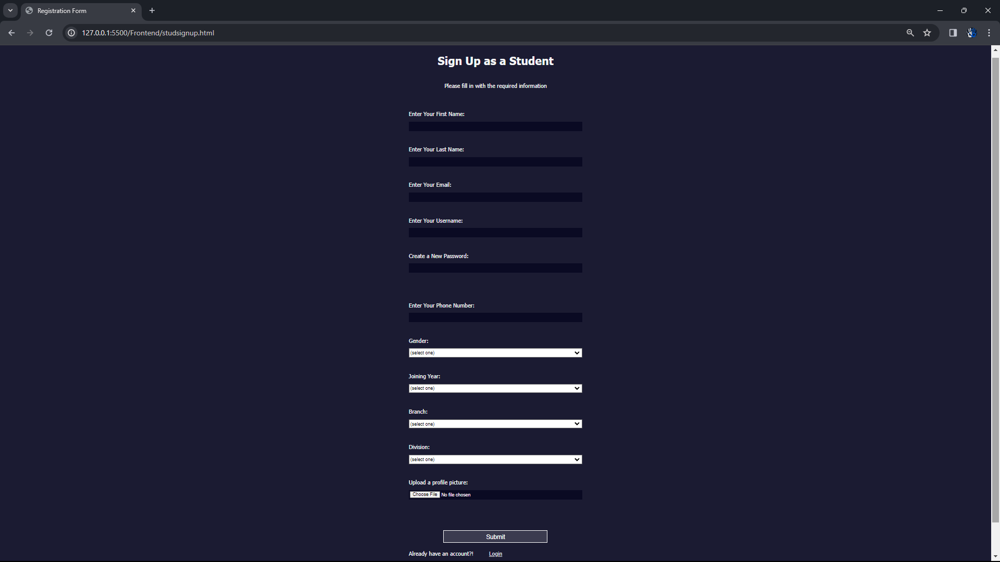 Registration Form
127.0.0.1:5500/Frontend/studsignup.html
Sign Up as a Student
Please fill in with the required information
Enter Your First Name:
Enter Your Last Name:
Enter Your Email:
Enter Your Username:
Create a New Password:
Enter Your Phone Number:
Gender:
(select one)
Joining Year:
(select one)
Branch:
(select one)
Division:
(select one)
Upload a profile picture:
Choose File No file chosen
Submit
Already have an account?! Login